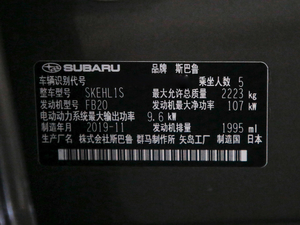 SUBARU 品牌 斯巴鲁
车辆识别代号 乘坐人数 5
整车型号 SKEHL1S 最大允许总质量 2223 kg
发动机型号 FB20 发动机最大净功率 107 kW
电动动力系统最大输出功率 9.6 kW
制造年月 2019-11 发动机排量 1995 ml
生产厂名 株式会社斯巴鲁 群马制作所 矢岛工厂 制造国 日本